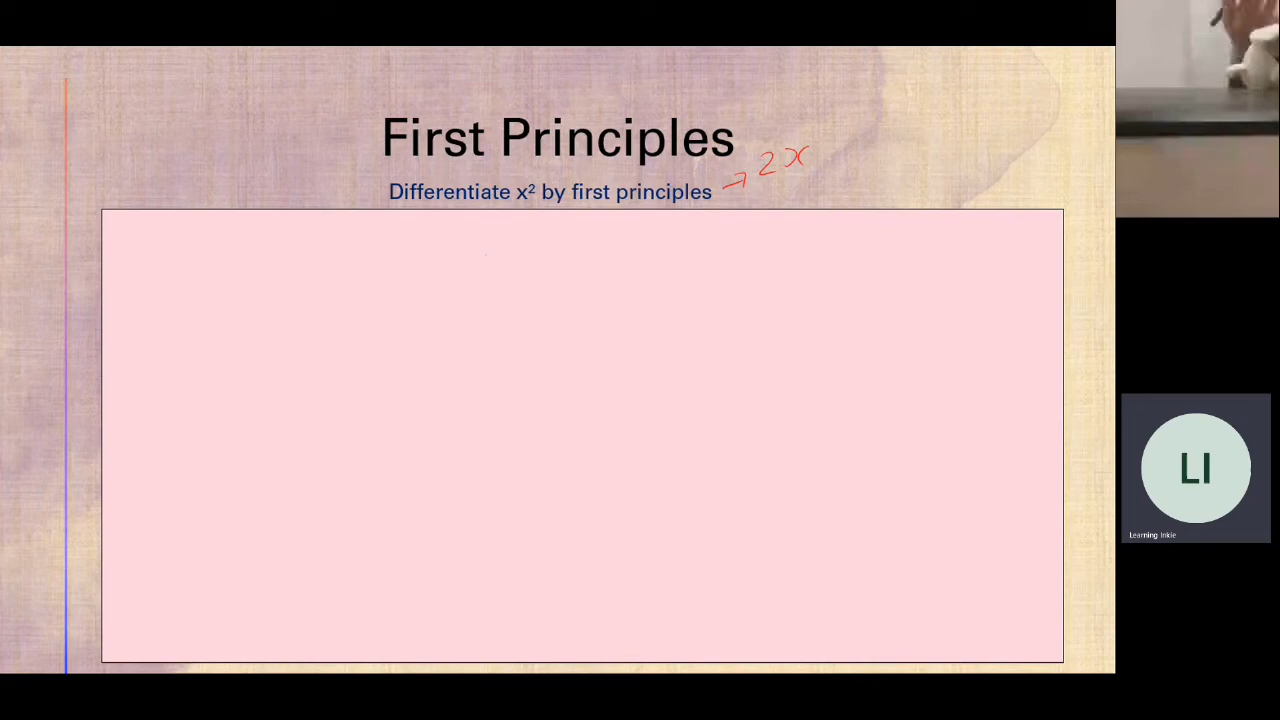 First Principles
→ 2x
Differentiate x² by first principles
LI
Learning Inkie